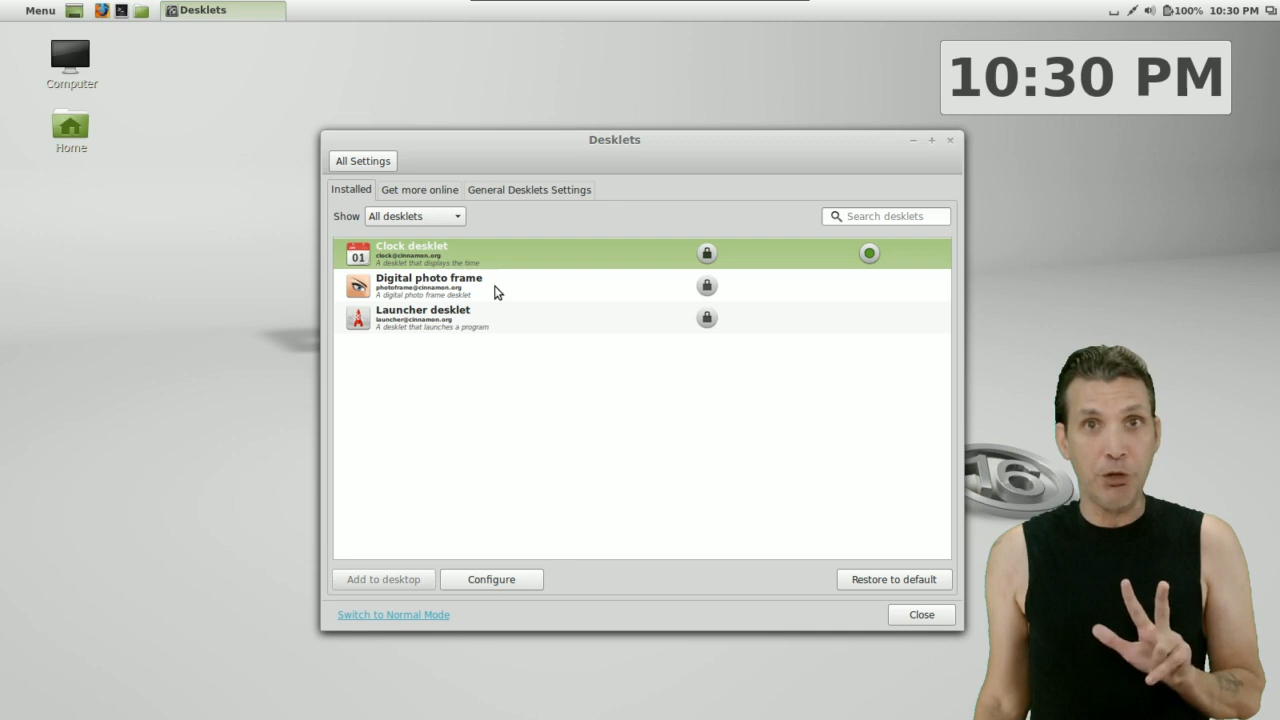 Menu
Desklets
100%
10:30 PM
Computer
Home
10:30 PM
Desklets
All Settings
Installed
Get more online
General Desklets Settings
Show
All desklets
Search desklets
01
Clock desklet
clock@cinnamon.org
A desklet that displays the time
Digital photo frame
photoframe@cinnamon.org
A digital photo frame desklet
Launcher desklet
launcher@cinnamon.org
A desklet that launches a program
16
Add to desktop
Configure
Restore to default
Switch to Normal Mode
Close